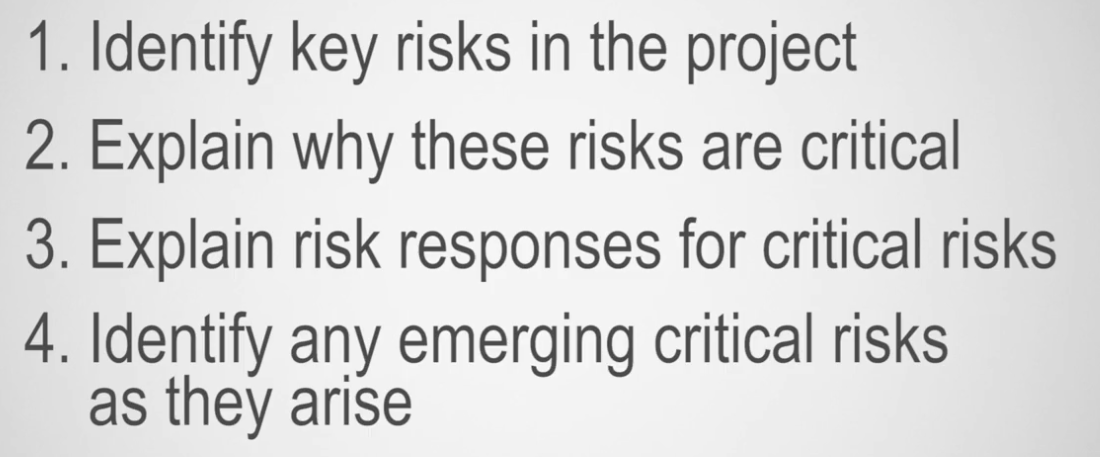 1. Identify key risks in the project
2. Explain why these risks are critical
3. Explain risk responses for critical risks
4. Identify any emerging critical risks
as they arise